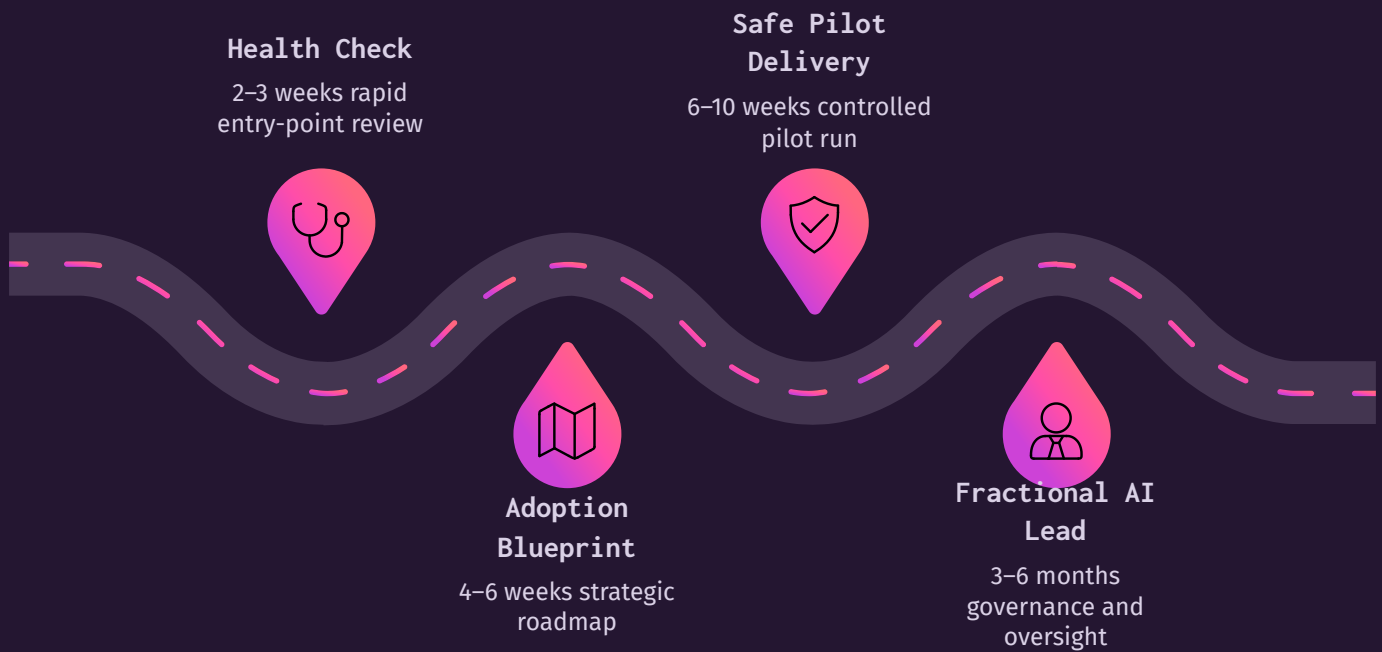 Health Check
2–3 weeks rapid
entry-point review
Adoption
Blueprint
4–6 weeks strategic
roadmap
Safe Pilot
Delivery
6–10 weeks controlled
pilot run
Fractional AI
Lead
3–6 months
governance and
oversight